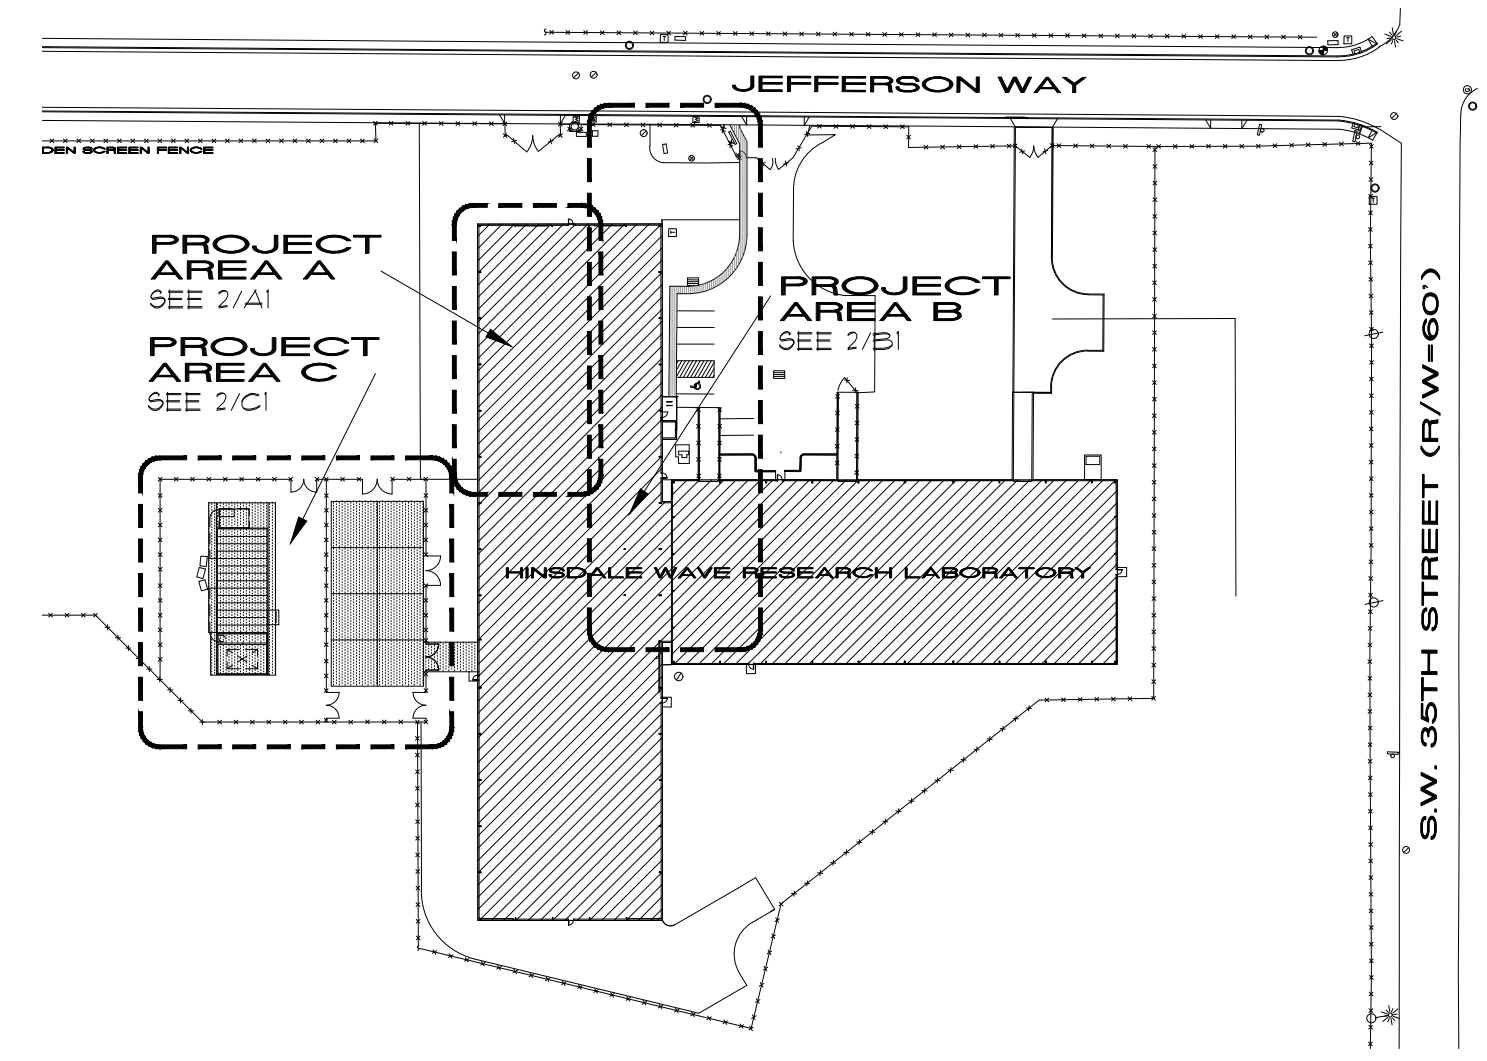 JEFFERSON WAY
DEN SCREEN FENCE
PROJECT
AREA A
SEE 2/A1
PROJECT
AREA B
SEE 2/B1
PROJECT
AREA C
SEE 2/C1
HINSDALE WAVE RESEARCH LABORATORY
S.W. 35TH STREET (R/W=60')